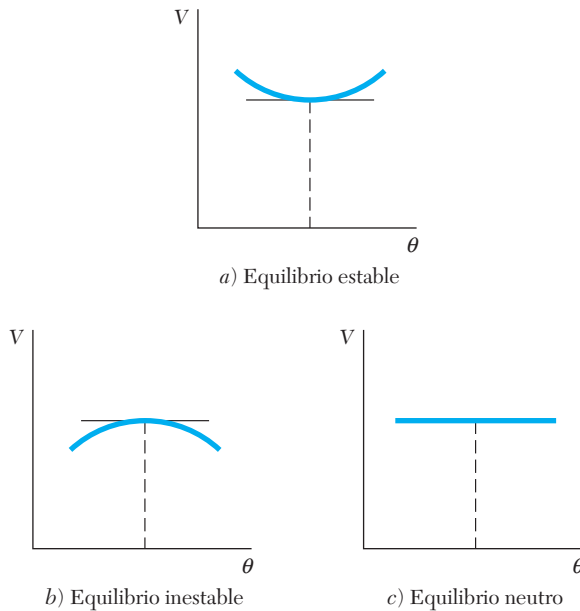 V
θ
a) Equilibrio estable
V
θ
b) Equilibrio inestable
V
θ
c) Equilibrio neutro